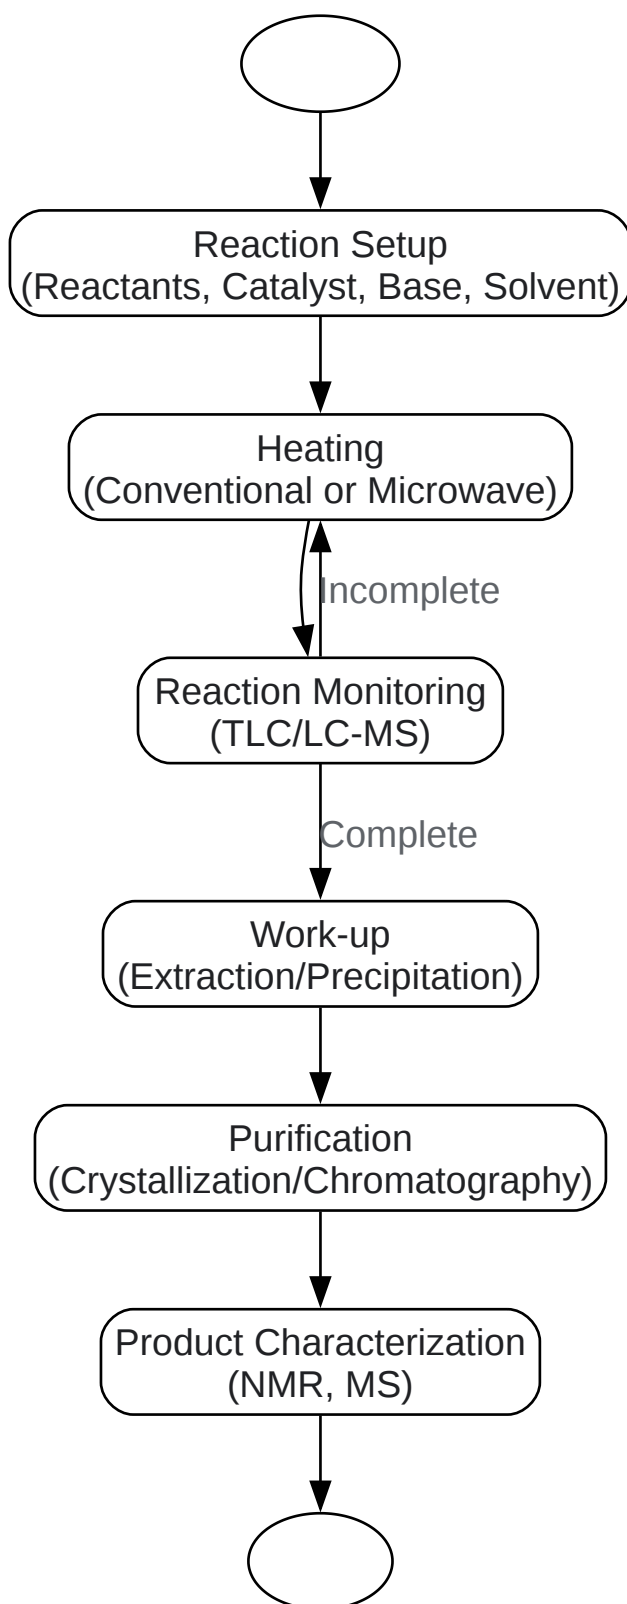 Reaction Setup
(Reactants, Catalyst, Base, Solvent)
Heating
(Conventional or Microwave)
Incomplete
Reaction Monitoring
(TLC/LC-MS)
Complete
Work-up
(Extraction/Precipitation)
Purification
(Crystallization/Chromatography)
Product Characterization
(NMR, MS)